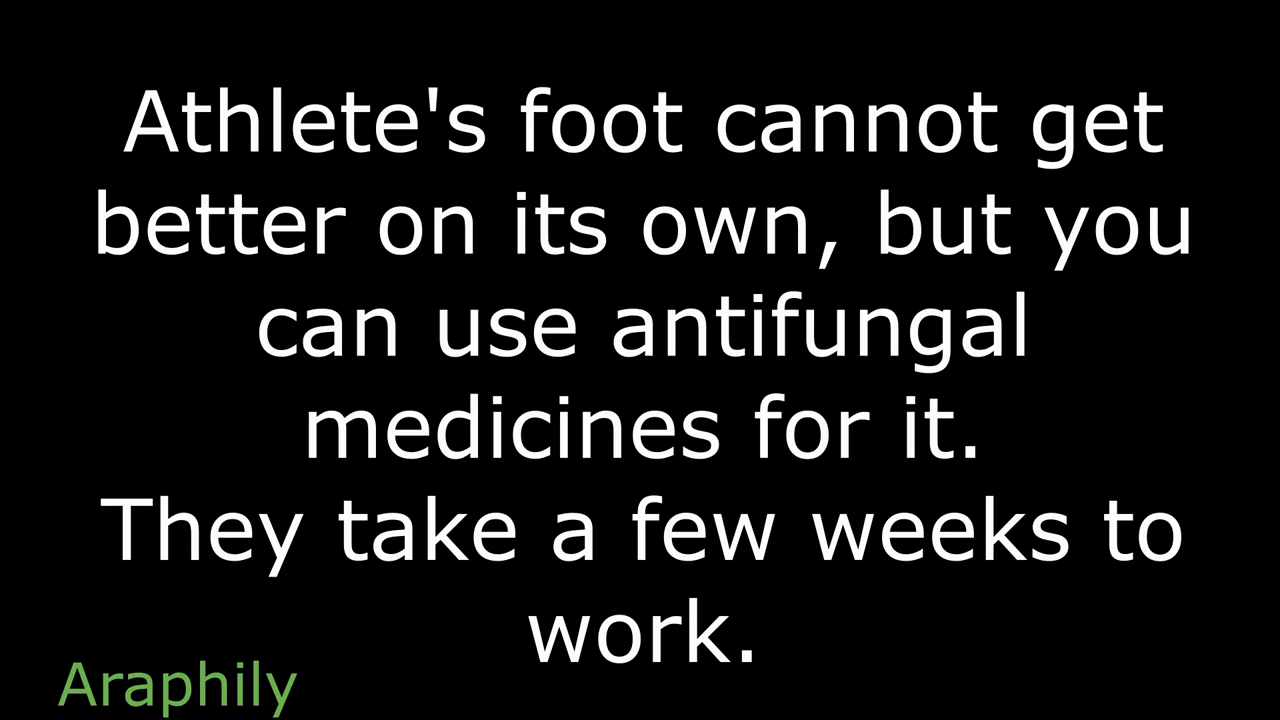 Athlete's foot cannot get
better on its own, but you
can use antifungal
medicines for it.
They take a few weeks to
work.
Araphily